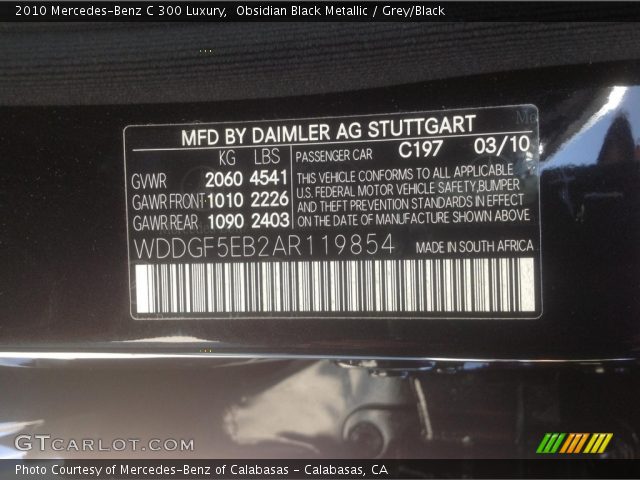 2010 Mercedes-Benz C 300 Luxury, Obsidian Black Metallic / Grey/Black
MFD BY DAIMLER AG STUTTGART
KG LBS PASSENGER CAR C197 03/10
GVWR 2060 4541
GAWR FRONT 1010 2226
GAWR REAR 1090 2403
THIS VEHICLE CONFORMS TO ALL APPLICABLE
U.S. FEDERAL MOTOR VEHICLE SAFETY,BUMPER
AND THEFT PREVENTION STANDARDS IN EFFECT
ON THE DATE OF MANUFACTURE SHOWN ABOVE
WDDGF5EB2AR119854 MADE IN SOUTH AFRICA
GTCARLOT.COM
Photo Courtesy of Mercedes-Benz of Calabasas - Calabasas, CA